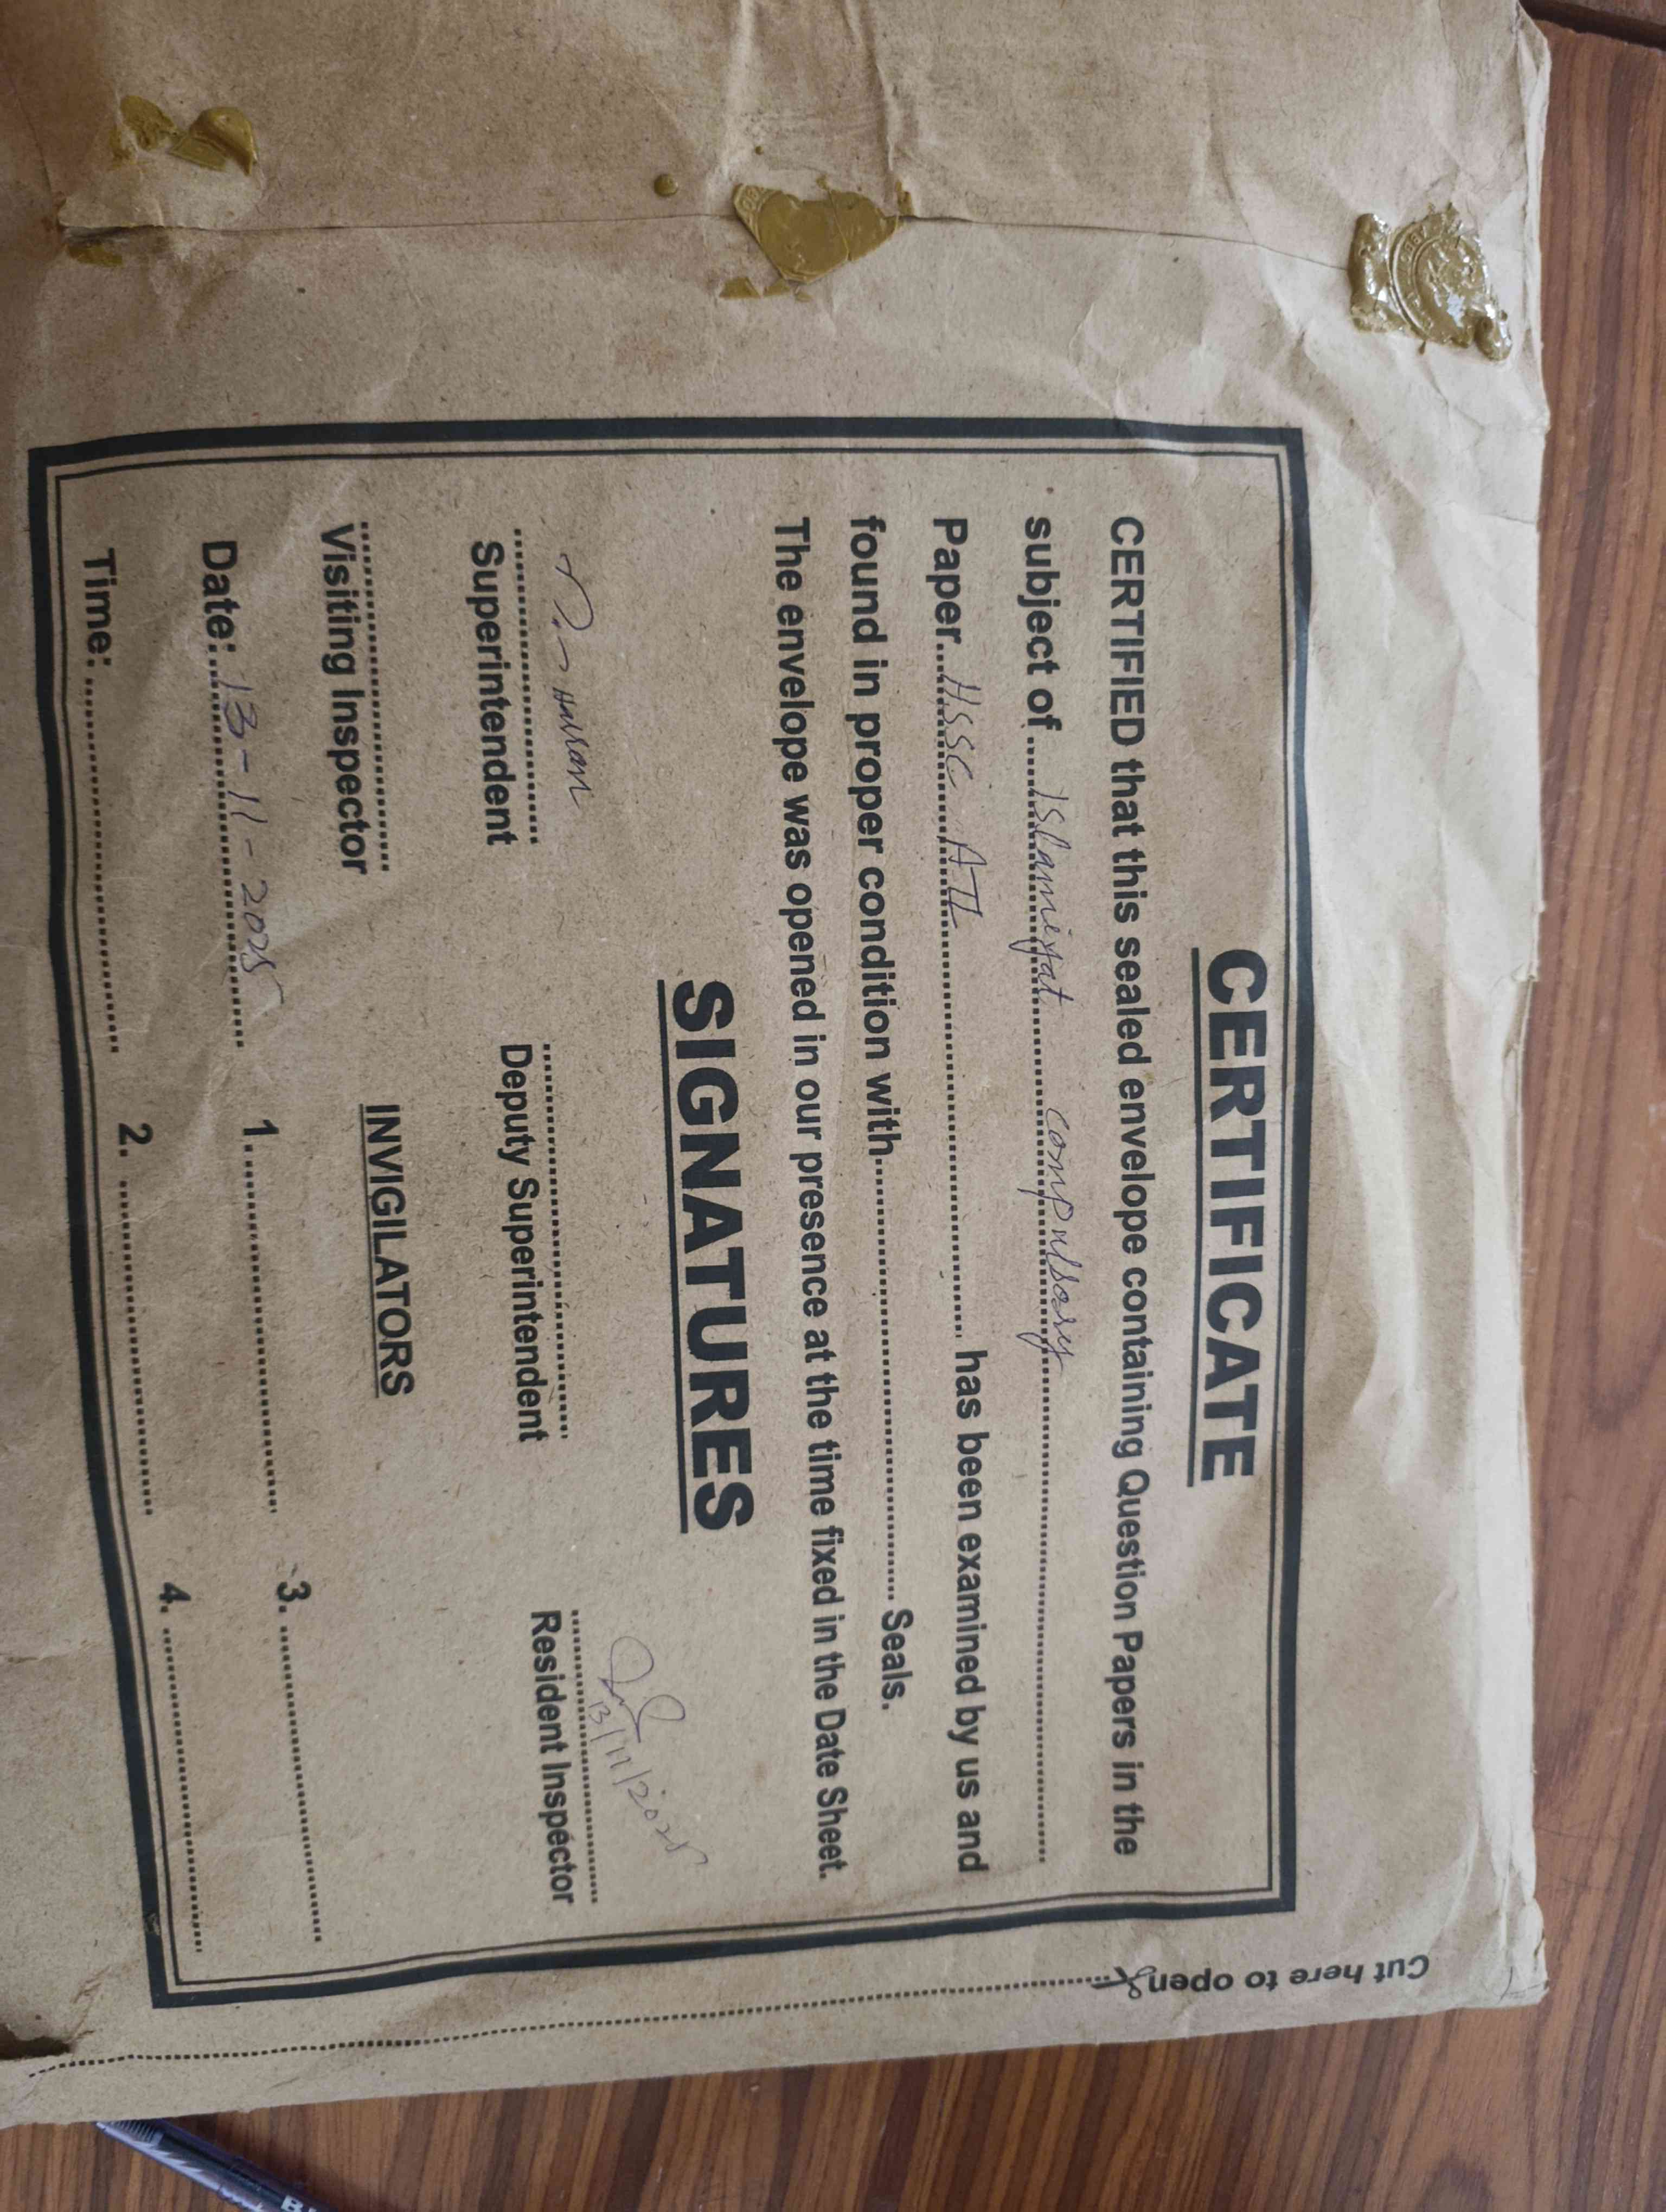 CERTIFICATE
CERTIFIED that this sealed envelope containing Question Papers in the
subject of.....Islamiyat.....compulsory..............................
Paper...HSSC-AII.............................. has been examined by us and
found in proper condition with............................................ Seals.
The envelope was opened in our presence at the time fixed in the Date Sheet.
SIGNATURES
Hassan
13/11/2025
Superintendent Deputy Superintendent Resident Inspector
Visiting Inspector INVIGILATORS
Date:..13-11-2025.... 1.................................... 3. ....................................
Time: .................................... 2. .................................... 4. ....................................
Cut here to open